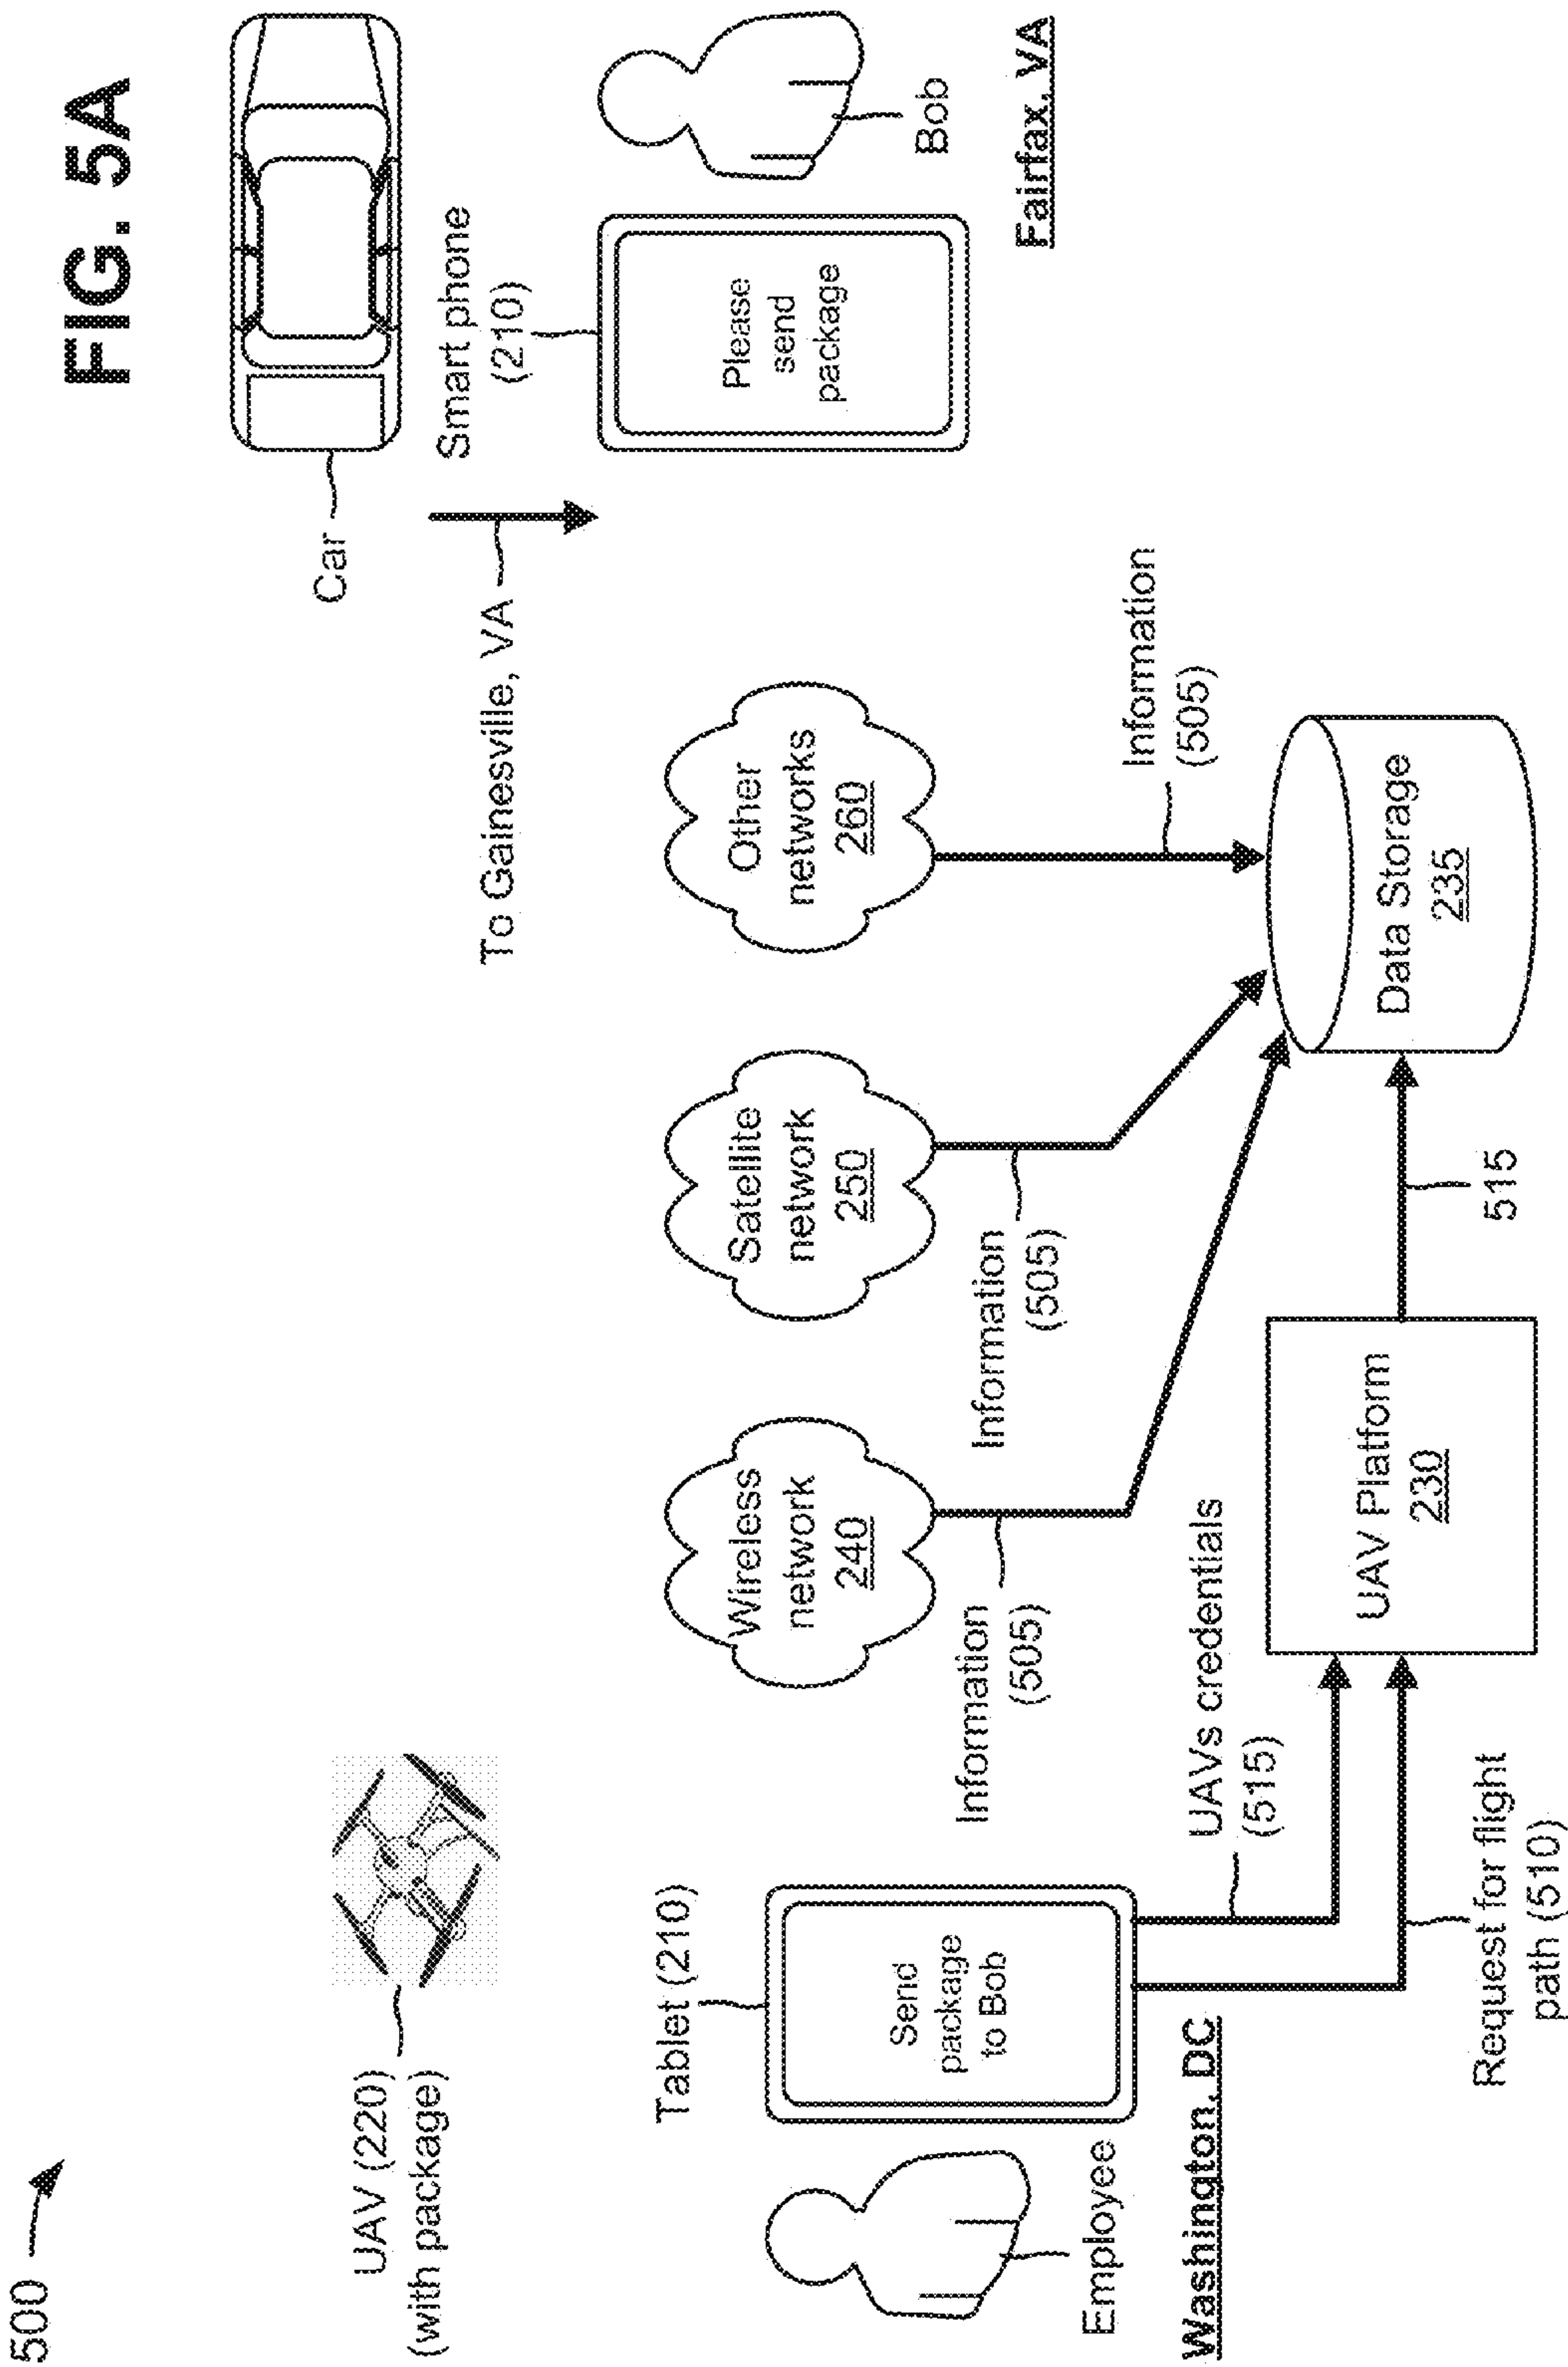 500
FIG. 5A
UAV (220)
(with package)
Car
To Gainesville, VA
Smart phone
(210)
Please
send
package
Bob
Fairfax, VA
Tablet (210)
Send
package
to Bob
Employee
Washington, DC
Wireless
network
240
Satellite
network
250
Other
networks
260
Information
(505)
Information
(505)
Information
(505)
UAVs credentials
(515)
Request for flight
path (510)
UAV Platform
230
515
Data Storage
235